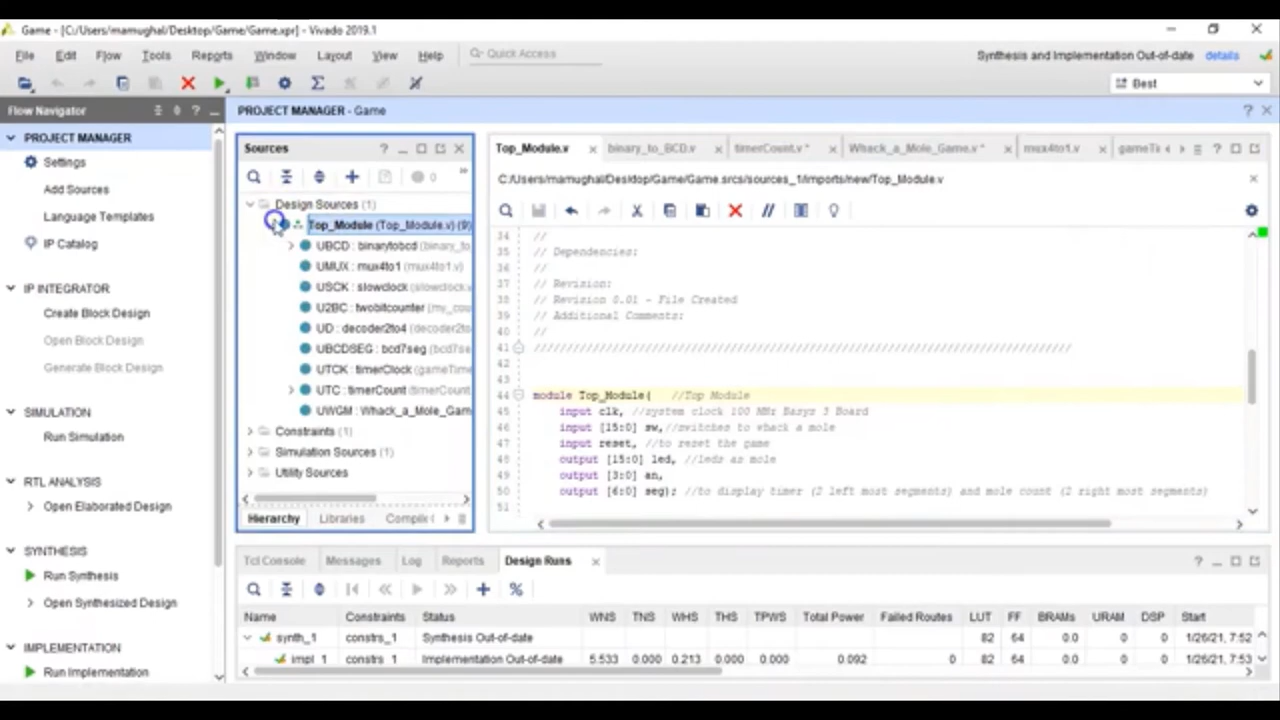 Game - [C:/Users/mamughal/Desktop/Game/Game.xpr] - Vivado 2019.1
File Edit Flow Tools Reports Window Layout View Help Quick Access
Synthesis and Implementation Out-of-date details
Best
Flow Navigator
PROJECT MANAGER - Game
PROJECT MANAGER
Settings
Add Sources
Language Templates
IP Catalog
IP INTEGRATOR
Create Block Design
Open Block Design
Generate Block Design
SIMULATION
Run Simulation
RTL ANALYSIS
Open Elaborated Design
SYNTHESIS
Run Synthesis
Open Synthesized Design
IMPLEMENTATION
Run Implementation
Sources
0
Design Sources (1)
Top_Module (Top_Module.v) (9)
UBCD : binarytobcd (binary_to
UMUX : mux4to1 (mux4to1.v)
USCK : slowclock (slowclock.v
U2BC : twobitcounter (my_cou
UD : decoder2to4 (decoder2to
UBCDSEG : bcd7seg (bcd7se
UTCK : timerClock (gameTime
UTC : timerCount (timerCount
UWGM : Whack_a_Mole_Gam
Constraints (1)
Simulation Sources (1)
Utility Sources
Hierarchy Libraries Compile
Top_Module.v binary_to_BCD.v timerCount.v * Whack_a_Mole_Game.v * mux4to1.v gameTi
C:/Users/mamughal/Desktop/Game/Game.srcs/sources_1/imports/new/Top_Module.v
34 //
35 // Dependencies:
36 //
37 // Revision:
38 // Revision 0.01 - File Created
39 // Additional Comments:
40 //
41 //////////////////////////////////////////////////////////////////////////////////
42
43
44 module Top_Module( //Top Module
45 input clk, //system clock 100 MHz Basys 3 Board
46 input [15:0] sw,//switches to whack a mole
47 input reset, //to reset the game
48 output [15:0] led, //leds as mole
49 output [3:0] an,
50 output [6:0] seg); //to display timer (2 left most segments) and mole count (2 right most segments)
51
Tcl Console Messages Log Reports Design Runs
Name Constraints Status WNS TNS WHS THS TPWS Total Power Failed Routes LUT FF BRAMs URAM DSP Start
synth_1 constrs_1 Synthesis Out-of-date 82 64 0.0 0 0 1/26/21, 7:52
impl_1 constrs_1 Implementation Out-of-date 5.533 0.000 0.213 0.000 0.000 0.092 0 82 64 0.0 0 0 1/26/21, 7:53